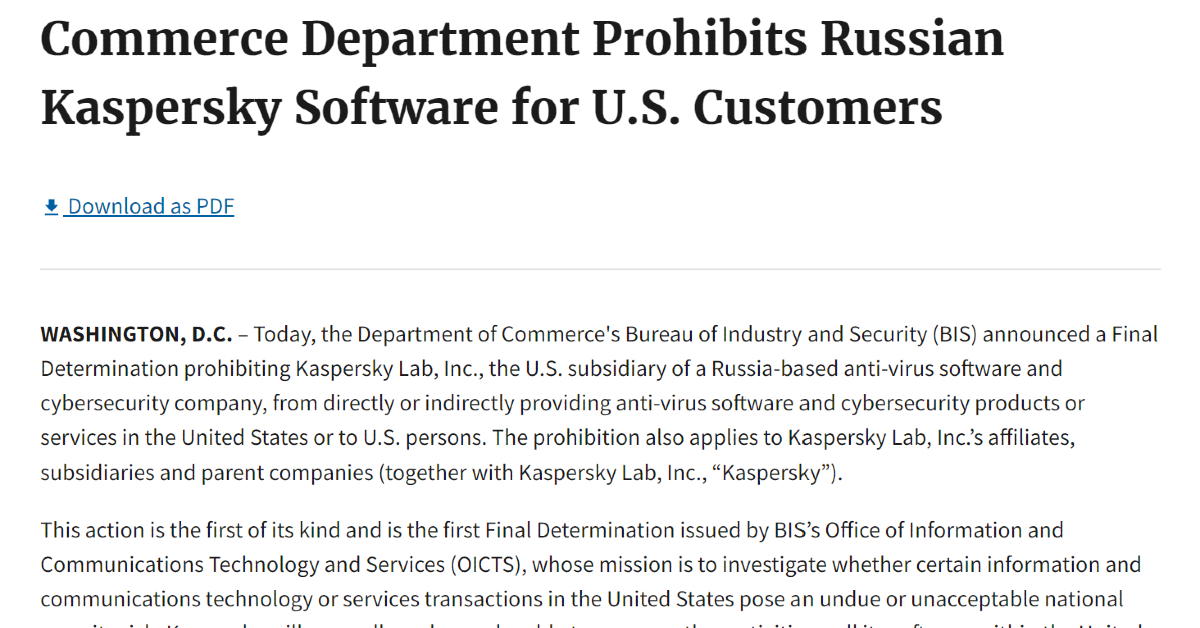 Commerce Department Prohibits Russian
Kaspersky Software for U.S. Customers
Download as PDF
WASHINGTON, D.C. – Today, the Department of Commerce's Bureau of Industry and Security (BIS) announced a Final
Determination prohibiting Kaspersky Lab, Inc., the U.S. subsidiary of a Russia-based anti-virus software and
cybersecurity company, from directly or indirectly providing anti-virus software and cybersecurity products or
services in the United States or to U.S. persons. The prohibition also applies to Kaspersky Lab, Inc.’s affiliates,
subsidiaries and parent companies (together with Kaspersky Lab, Inc., “Kaspersky”).
This action is the first of its kind and is the first Final Determination issued by BIS’s Office of Information and
Communications Technology and Services (OICTS), whose mission is to investigate whether certain information and
communications technology or services transactions in the United States pose an undue or unacceptable national